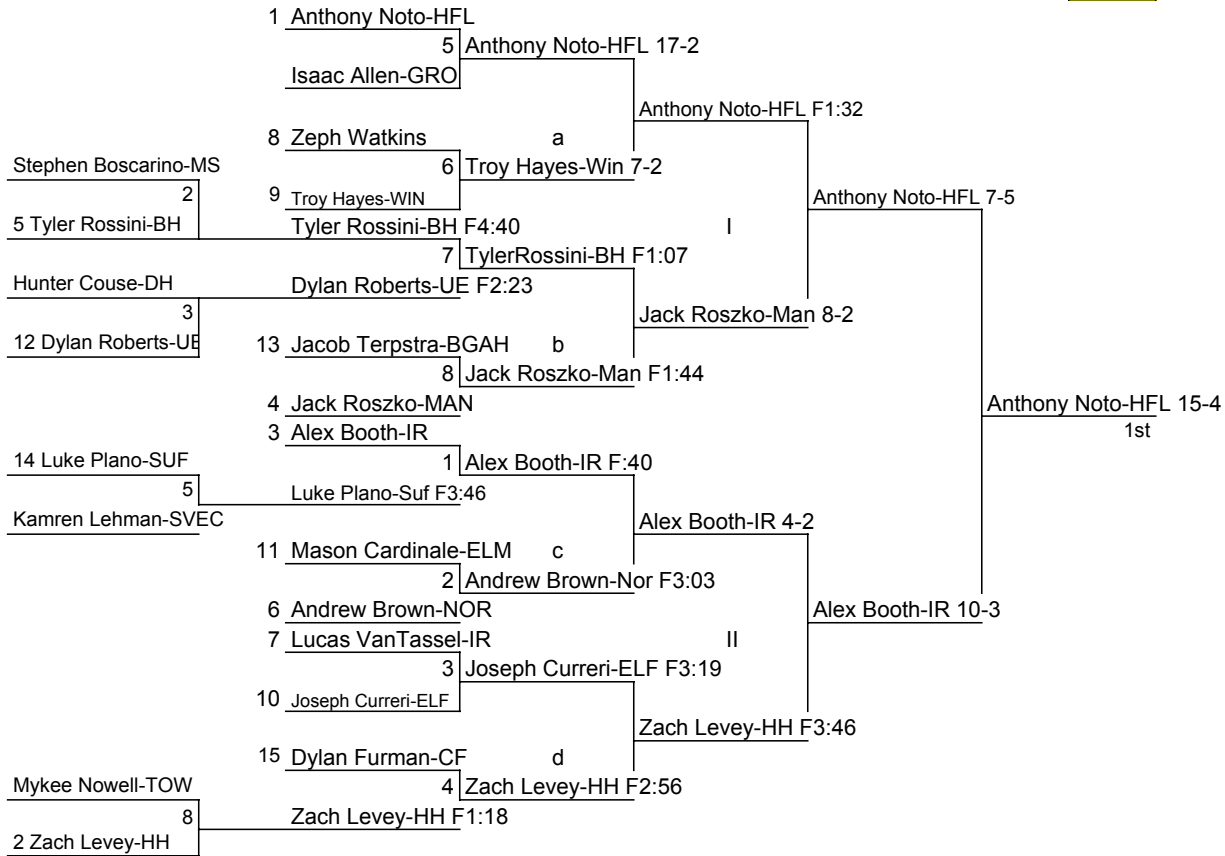 1 Anthony Noto-HFL
5 Anthony Noto-HFL 17-2
Isaac Allen-GRO
Anthony Noto-HFL F1:32
8 Zeph Watkins a
Stephen Boscarino-MS
6 Troy Hayes-Win 7-2
2
9 Troy Hayes-WIN
Anthony Noto-HFL 7-5
5 Tyler Rossini-BH
Tyler Rossini-BH F4:40
I
7 TylerRossini-BH F1:07
Hunter Couse-DH
Dylan Roberts-UE F2:23
3
Jack Roszko-Man 8-2
12 Dylan Roberts-UE
13 Jacob Terpstra-BGAH b
8 Jack Roszko-Man F1:44
4 Jack Roszko-MAN
Anthony Noto-HFL 15-4
1st
3 Alex Booth-IR
14 Luke Plano-SUF
1 Alex Booth-IR F:40
5
Luke Plano-Suf F3:46
Kamren Lehman-SVEC
Alex Booth-IR 4-2
11 Mason Cardinale-ELM c
2 Andrew Brown-Nor F3:03
6 Andrew Brown-NOR
Alex Booth-IR 10-3
7 Lucas VanTassel-IR
II
3 Joseph Curreri-ELF F3:19
10 Joseph Curreri-ELF
Zach Levey-HH F3:46
15 Dylan Furman-CF d
Mykee Nowell-TOW
4 Zach Levey-HH F2:56
8
Zach Levey-HH F1:18
2 Zach Levey-HH